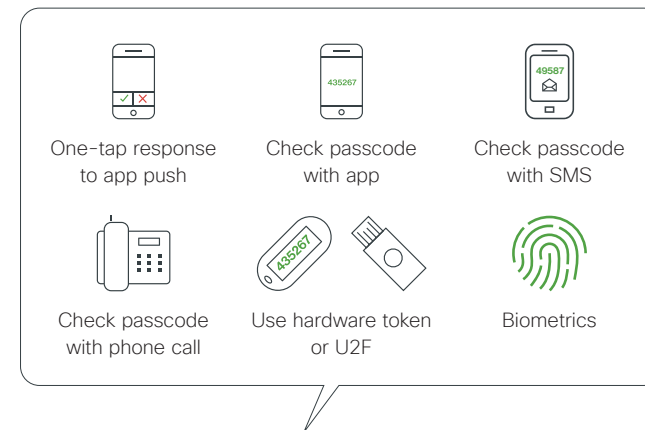 435267
49587
One-tap response
to app push
Check passcode
with app
Check passcode
with SMS
435267
Check passcode
with phone call
Use hardware token
or U2F
Biometrics